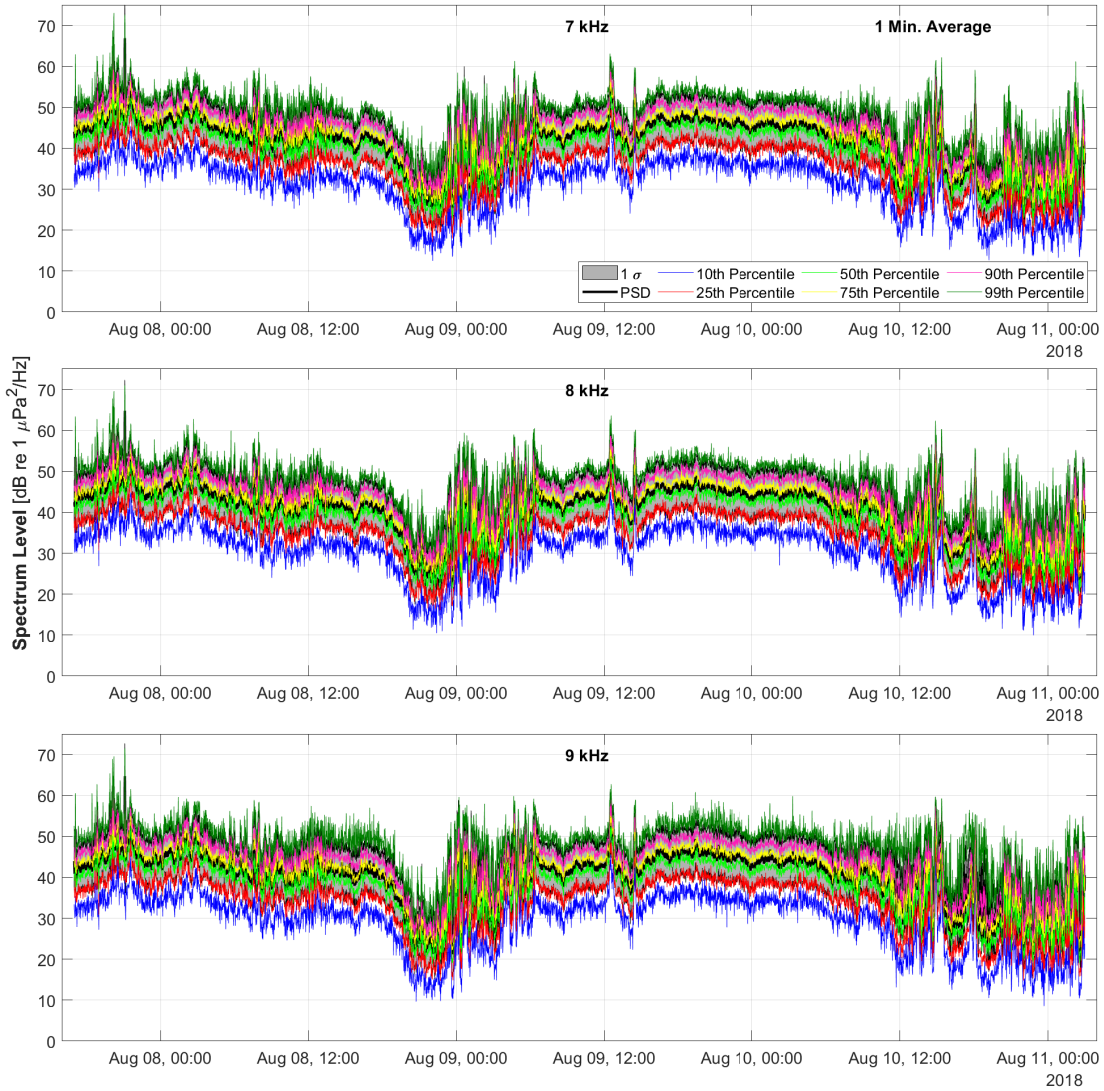 Spectrum Level [dB re 1 μPa²/Hz]
7 kHz
1 Min. Average
70
60
50
40
30
20
10
0
1 σ
10th Percentile
50th Percentile
90th Percentile
PSD
25th Percentile
75th Percentile
99th Percentile
Aug 08, 00:00
Aug 08, 12:00
Aug 09, 00:00
Aug 09, 12:00
Aug 10, 00:00
Aug 10, 12:00
Aug 11, 00:00
2018
8 kHz
70
60
50
40
30
20
10
0
Aug 08, 00:00
Aug 08, 12:00
Aug 09, 00:00
Aug 09, 12:00
Aug 10, 00:00
Aug 10, 12:00
Aug 11, 00:00
2018
9 kHz
70
60
50
40
30
20
10
0
Aug 08, 00:00
Aug 08, 12:00
Aug 09, 00:00
Aug 09, 12:00
Aug 10, 00:00
Aug 10, 12:00
Aug 11, 00:00
2018